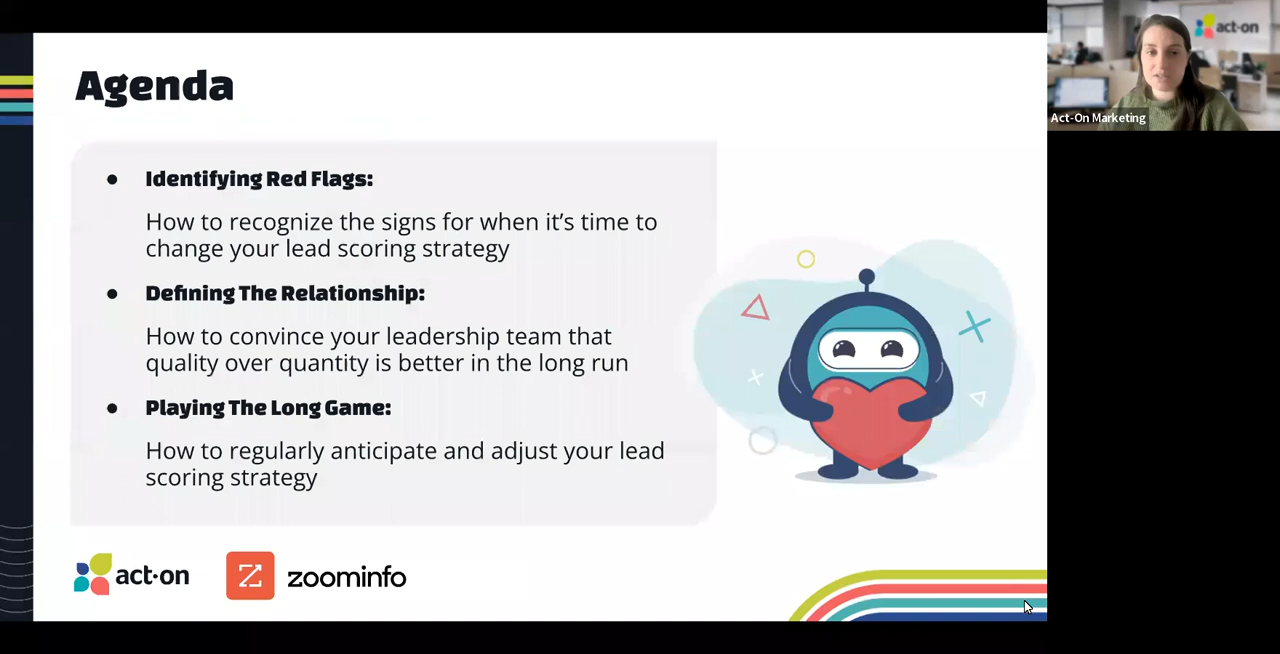 Agenda
● Identifying Red Flags:
How to recognize the signs for when it’s time to
change your lead scoring strategy
● Defining The Relationship:
How to convince your leadership team that
quality over quantity is better in the long run
● Playing The Long Game:
How to regularly anticipate and adjust your lead
scoring strategy
act-on
zoominfo
act-on
Act-On Marketing